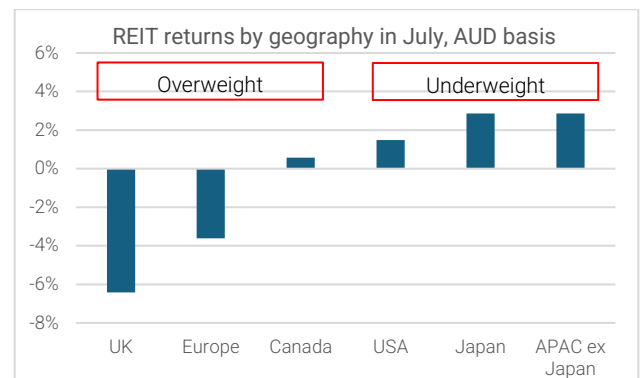 REIT returns by geography in July, AUD basis
Overweight
Underweight
6%
4%
2%
0%
-2%
-4%
-6%
-8%
UK
Europe
Canada
USA
Japan
APAC ex
Japan